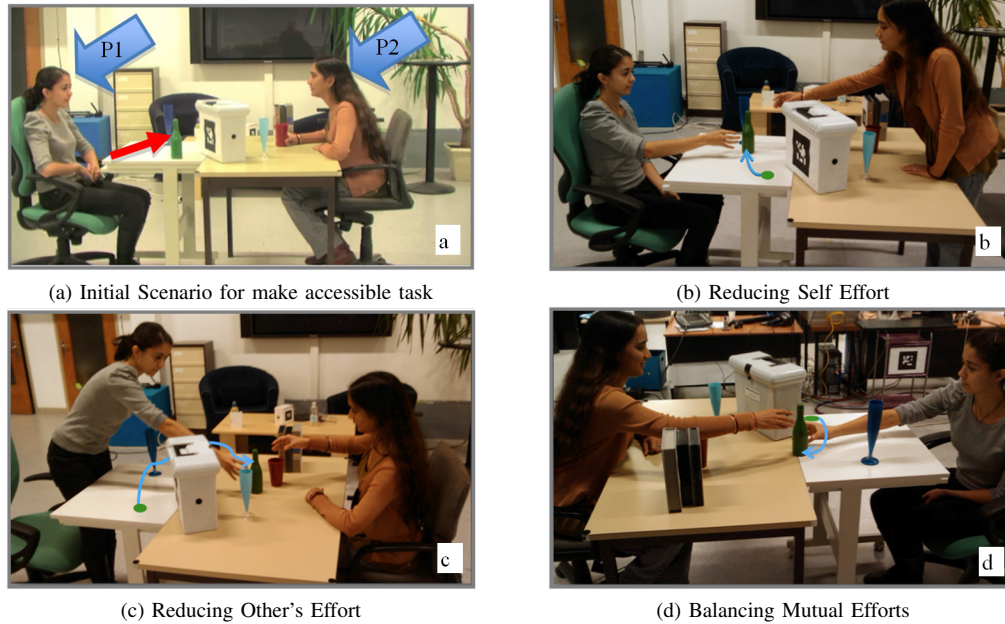 P1
P2
a
b
(a) Initial Scenario for make accessible task
(b) Reducing Self Effort
c
d
(c) Reducing Other's Effort
(d) Balancing Mutual Efforts